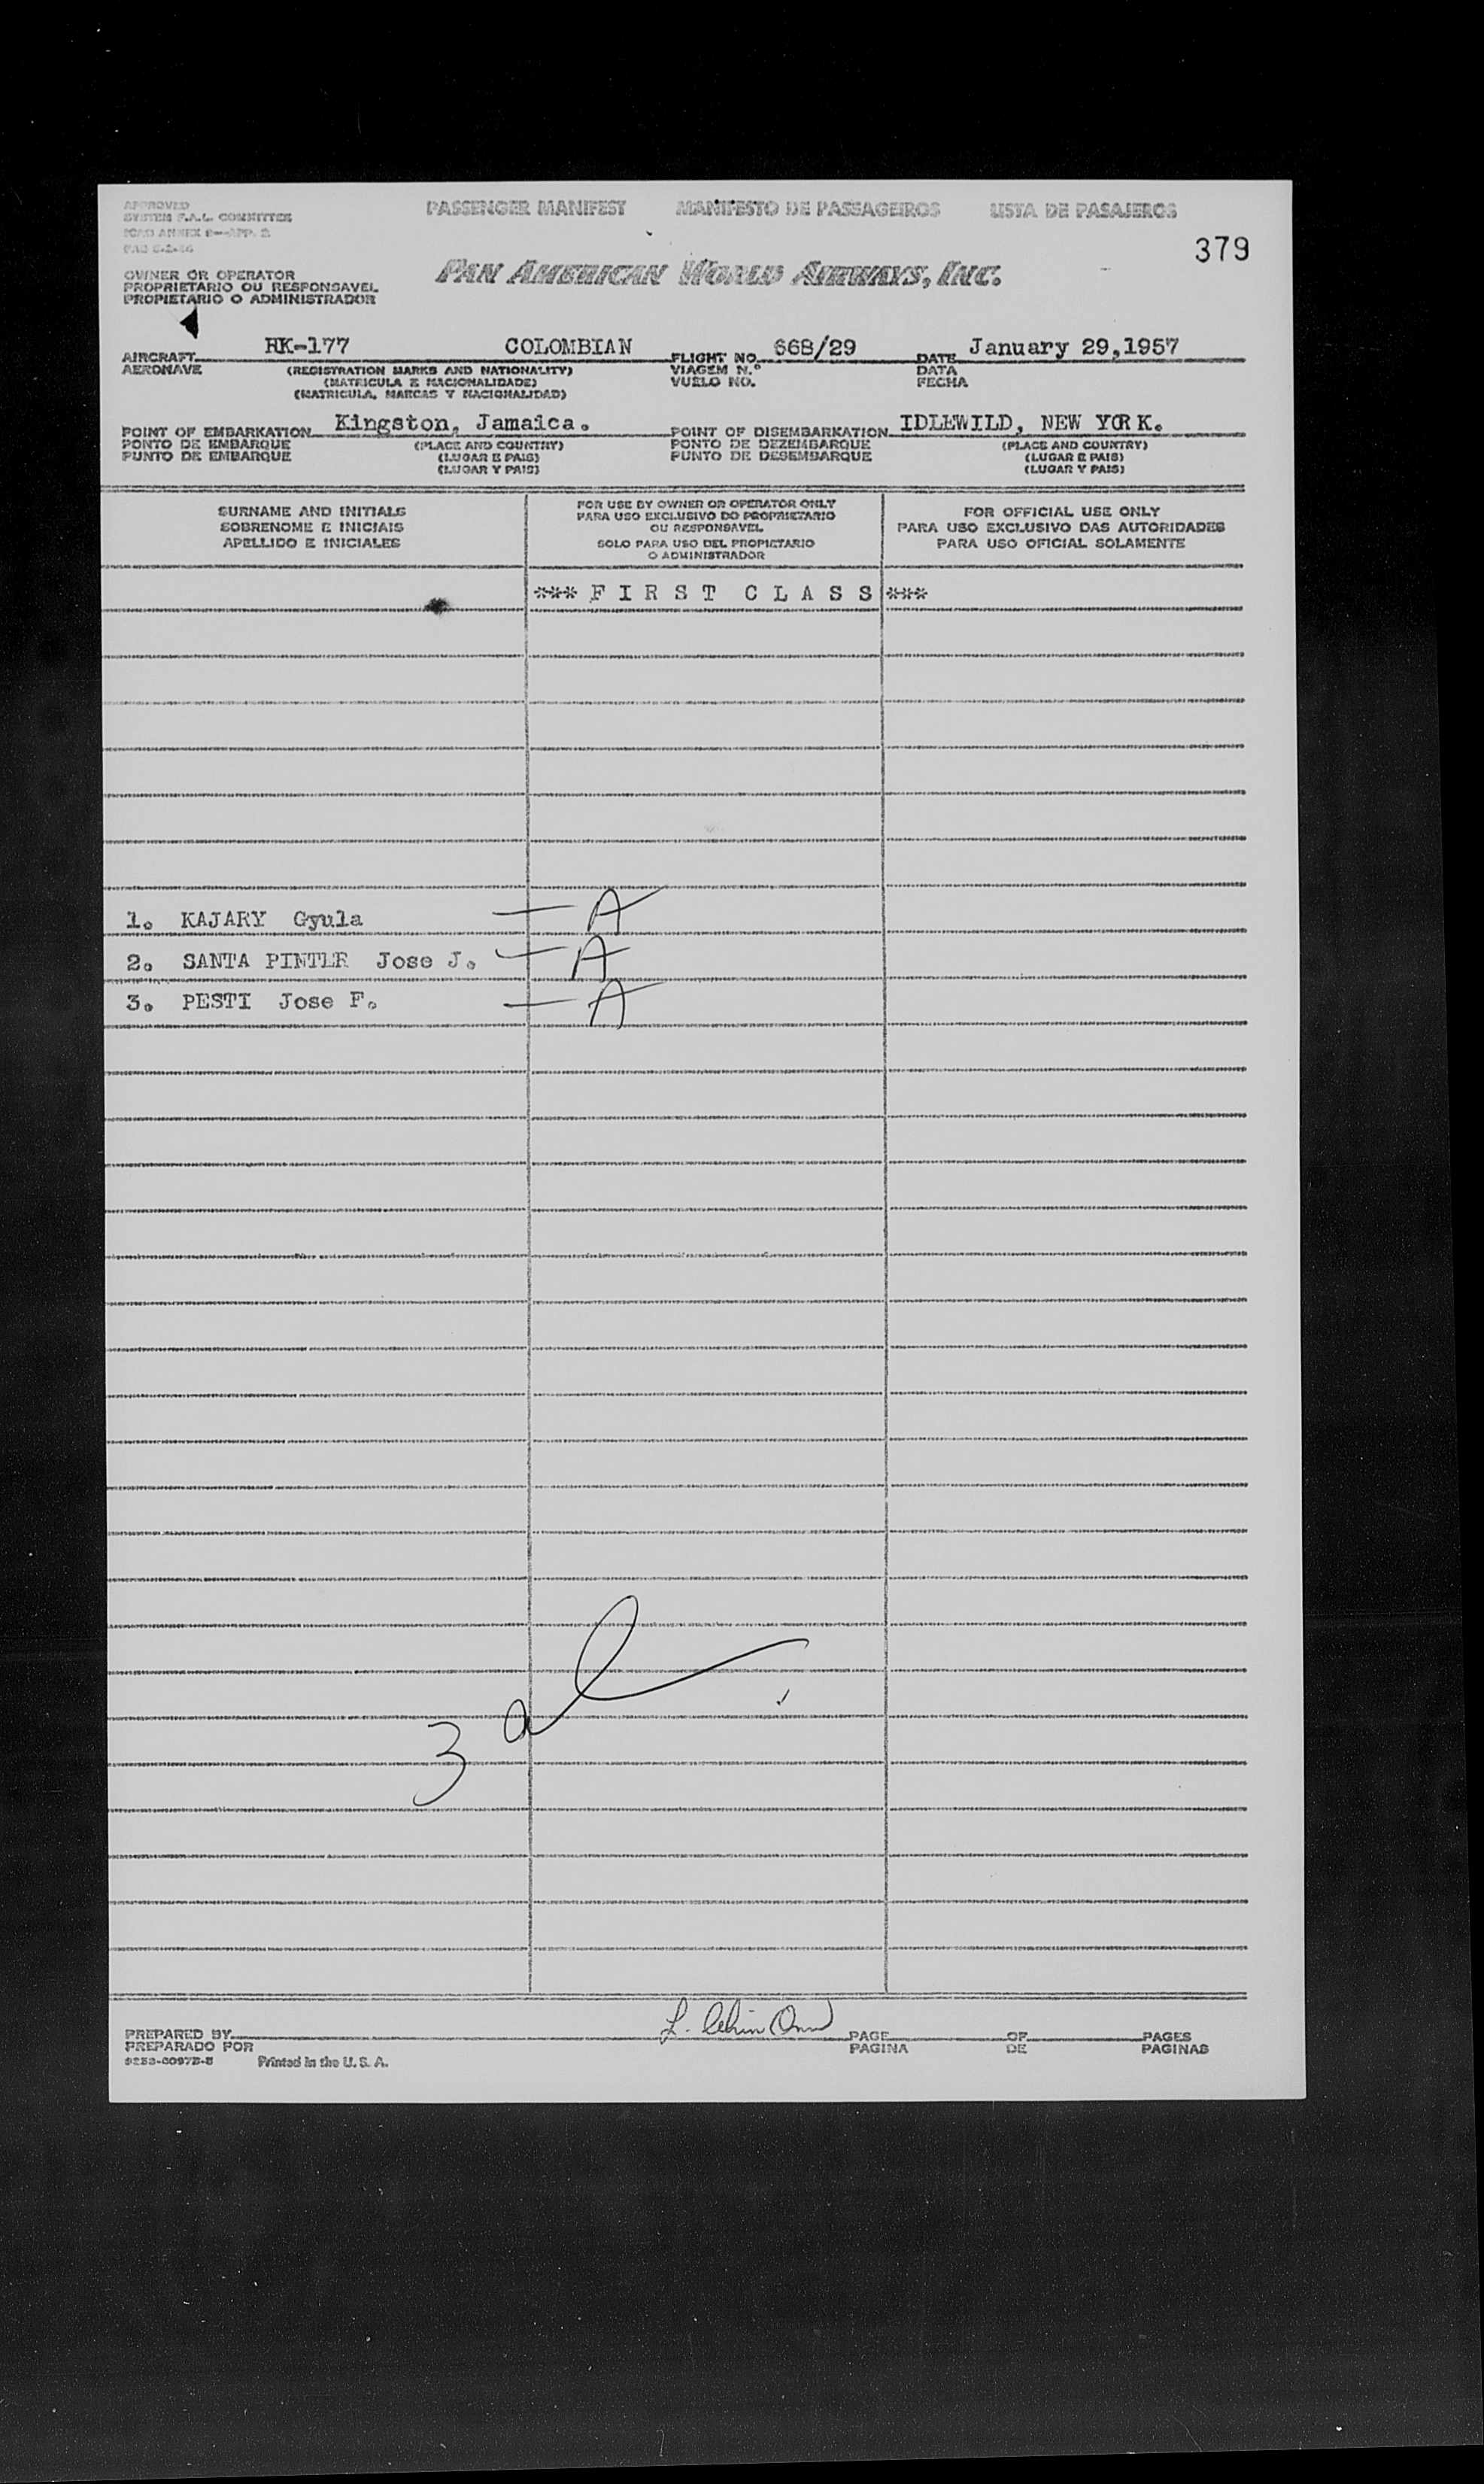 APPROVED PASSENGER MANIFEST MANIFESTO DE PASSAGEIROS LISTA DE PASAJEROS
SYSTEM F.A.L. COMMITTEE
ICAO ANNEX 9—APP. 2
379
OWNER OR OPERATOR
PROPRIETARIO OU RESPONSAVEL
PROPIETARIO O ADMINISTRADOR
PAN AMERICAN WORLD AIRWAYS, INC.
AIRCRAFT HK-177 COLOMBIAN FLIGHT NO. 668/29 DATE January 29,1957
AERONAVE (REGISTRATION MARKS AND NATIONALITY) VIAGEM N.º DATA
(MATRICULA E NACIONALIDADE) VUELO NO. FECHA
(MATRICULA, MARCAS Y NACIONALIDAD)
POINT OF EMBARKATION Kingston, Jamaica. POINT OF DISEMBARKATION IDLEWILD, NEW YORK.
PONTO DE EMBARQUE (PLACE AND COUNTRY) PONTO DE DEZEMBARQUE (PLACE AND COUNTRY)
PUNTO DE EMBARQUE (LUGAR E PAIS) PUNTO DE DESEMBARQUE (LUGAR E PAIS)
(LUGAR Y PAIS) (LUGAR Y PAIS)
SURNAME AND INITIALS
SOBRENOME E INICIAIS
APELLIDO E INICIALES
FOR USE BY OWNER OR OPERATOR ONLY
PARA USO EXCLUSIVO DO PROPRIETARIO
OU RESPONSAVEL
SOLO PARA USO DEL PROPIETARIO
O ADMINISTRADOR
FOR OFFICIAL USE ONLY
PARA USO EXCLUSIVO DAS AUTORIDADES
PARA USO OFICIAL SOLAMENTE
*** F I R S T C L A S S ***
1. KAJARY Gyula — A
2. SANTA PINTER Jose J. — A
3. PESTI Jose F. — A
3 al
PREPARED BY PAGE OF PAGES
PREPARADO POR PAGINA DE PAGINAS
Printed in the U. S. A.